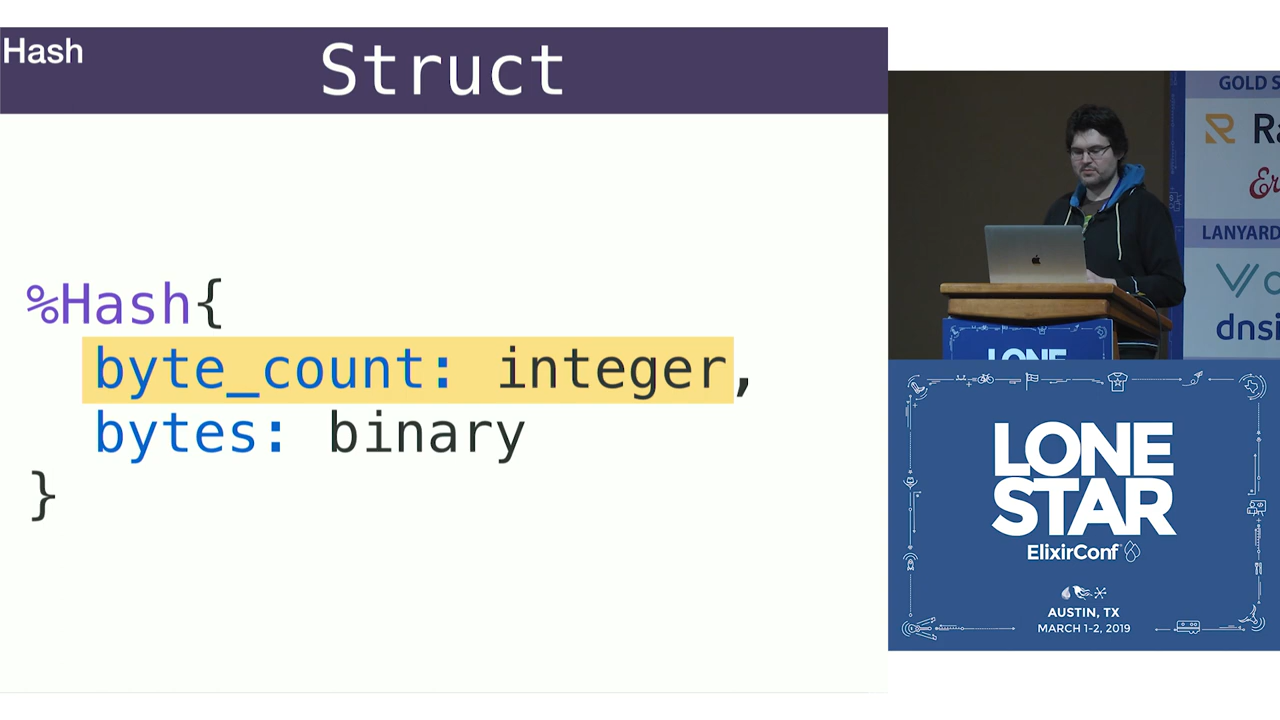 Hash
Struct
%Hash{
byte_count: integer,
bytes: binary
}
GOLD S
LANYARD
dnsi
LONE
LONE
STAR
ElixirConf
AUSTIN, TX
MARCH 1-2, 2019